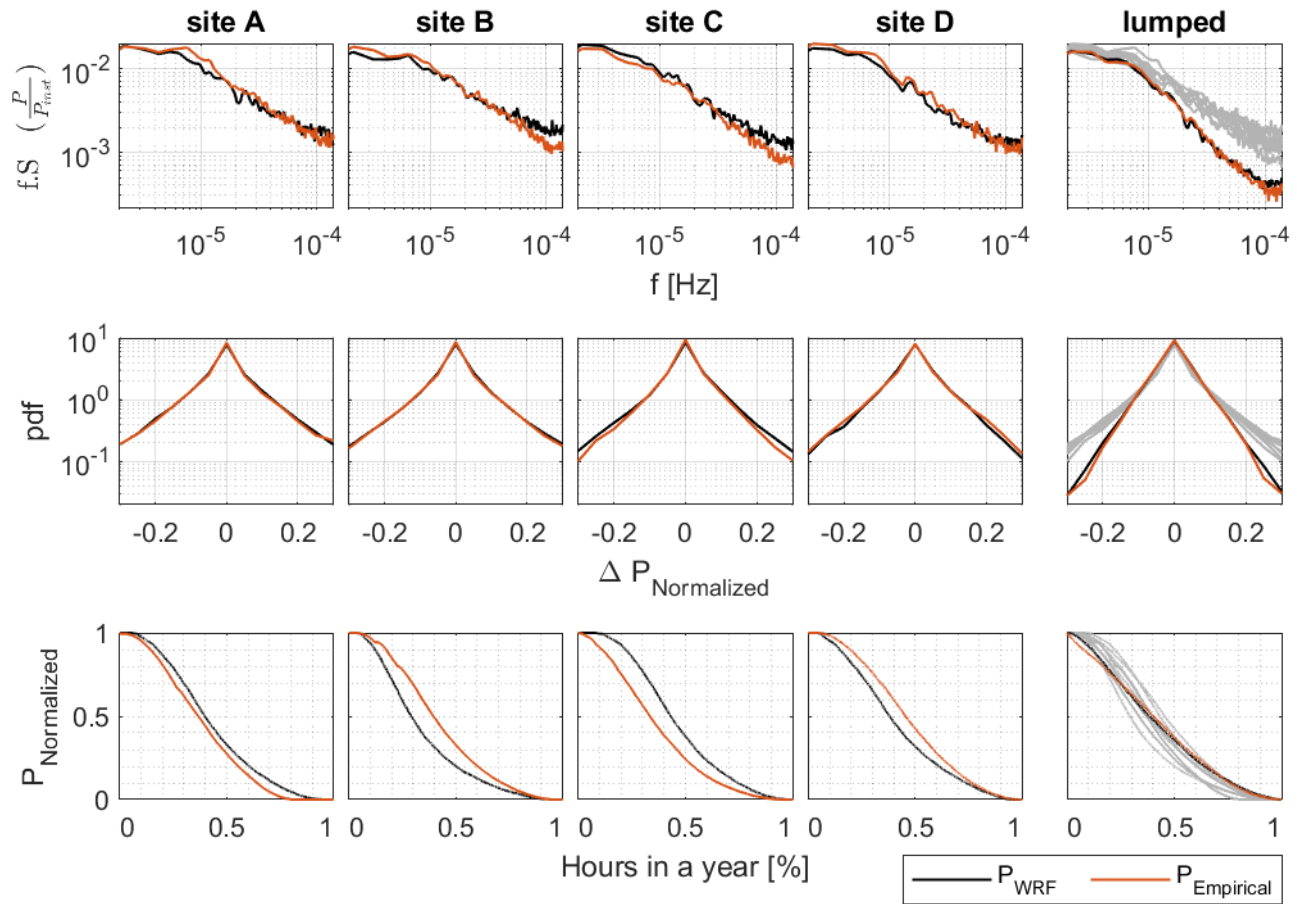 site A site B site C site D lumped
f.S (P/P_inst)
10^-2
10^-3
10^-5 10^-4 10^-5 10^-4 10^-5 10^-4 10^-5 10^-4 10^-5 10^-4
f [Hz]
pdf
10^1
10^0
10^-1
-0.2 0 0.2 -0.2 0 0.2 -0.2 0 0.2 -0.2 0 0.2 -0.2 0 0.2
Δ P_Normalized
P_Normalized
1
0.5
0
0 0.5 1 0 0.5 1 0 0.5 1 0 0.5 1 0 0.5 1
Hours in a year [%]
P_WRF P_Empirical